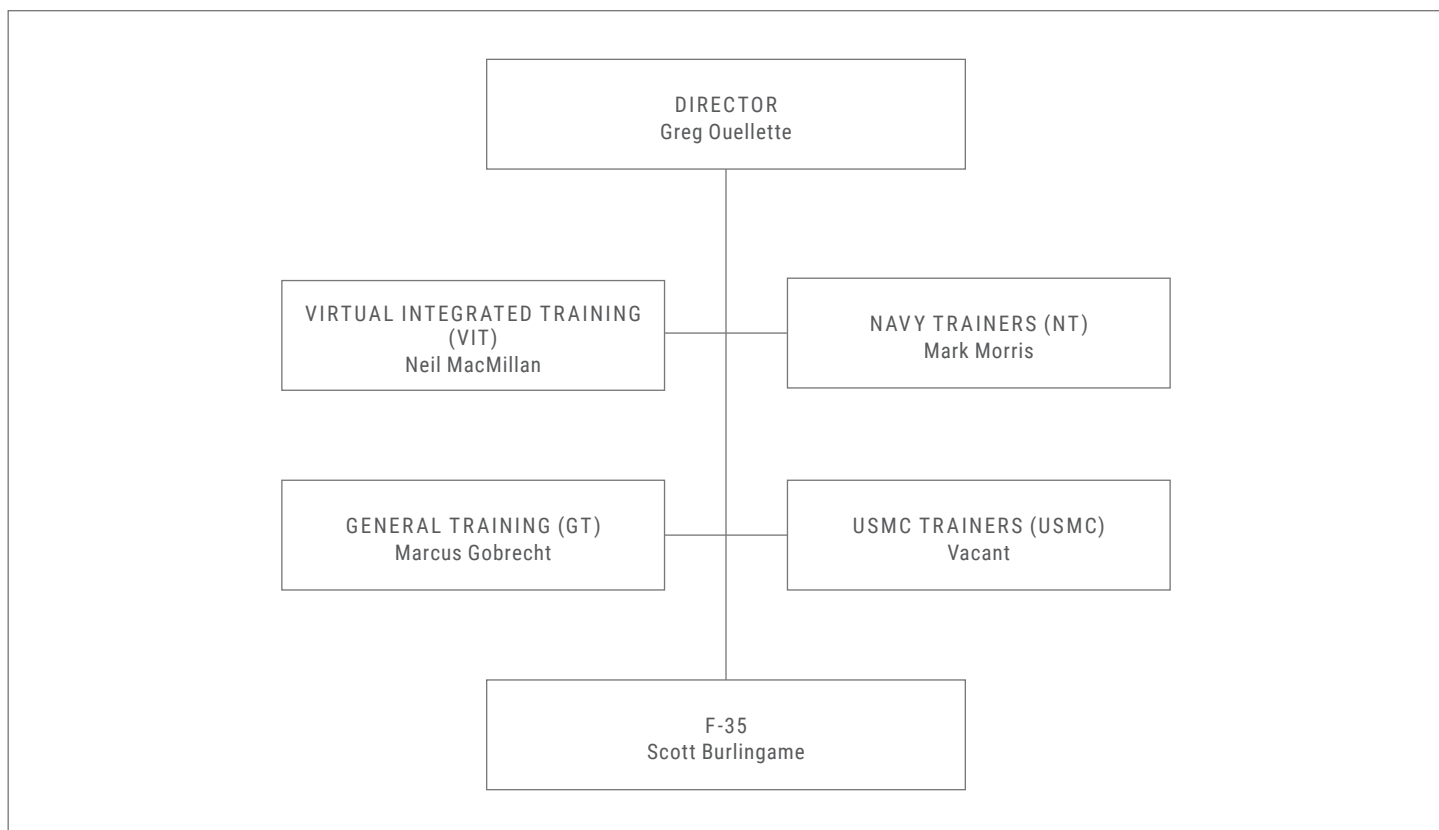 DIRECTOR
Greg Ouellette
VIRTUAL INTEGRATED TRAINING
(VIT)
Neil MacMillan
NAVY TRAINERS (NT)
Mark Morris
GENERAL TRAINING (GT)
Marcus Gobrecht
USMC TRAINERS (USMC)
Vacant
F-35
Scott Burlingame